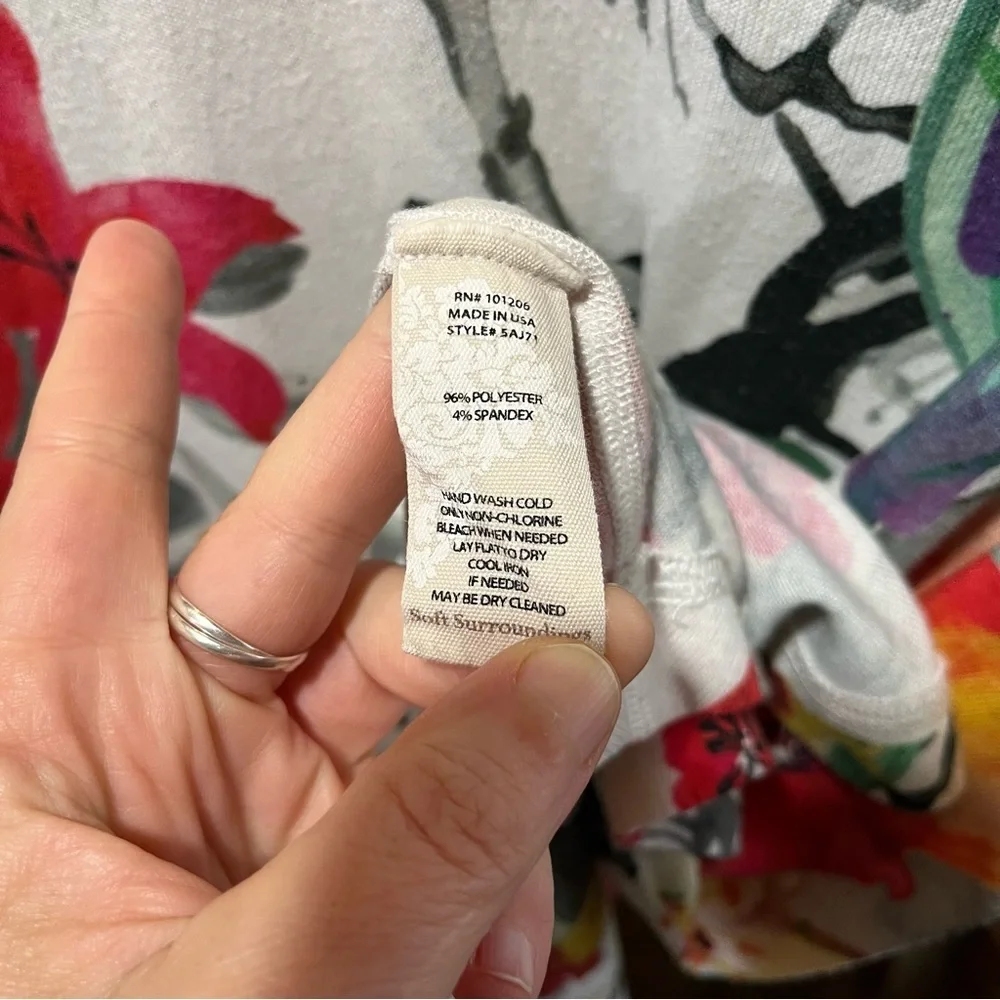 RN# 101206
MADE IN USA
STYLE# 5AJ71
96% POLYESTER
4% SPANDEX
HAND WASH COLD
ONLY NON-CHLORINE
BLEACH WHEN NEEDED
LAY FLAT TO DRY
COOL IRON
IF NEEDED
MAY BE DRY CLEANED
Soft Surroundings